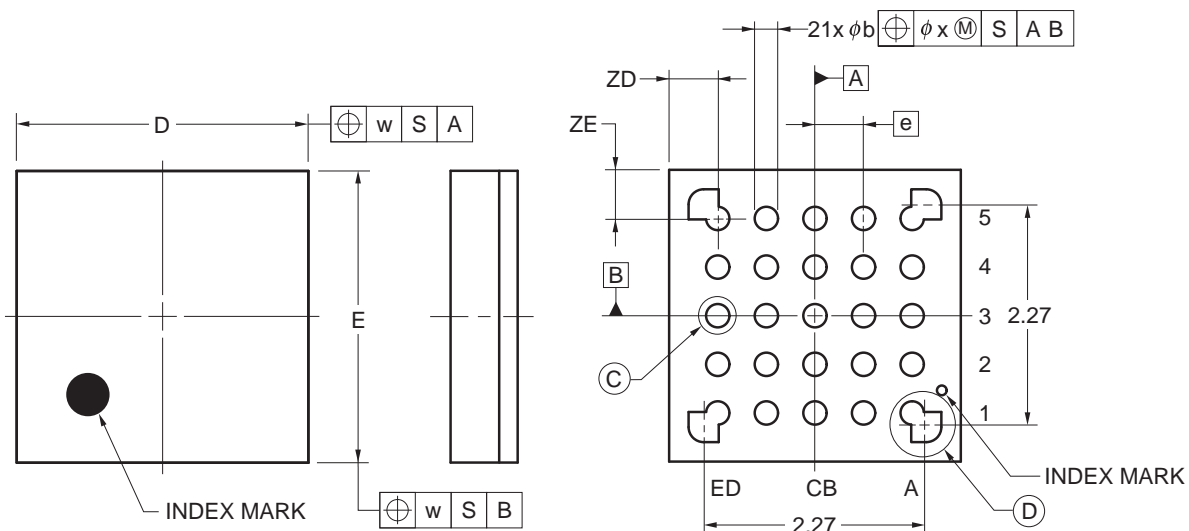 21x φb ⌖ φ x Ⓜ S A B
ZD
A
D
⌖ w S A
ZE
e
5
B
4
E
3
2.27
C
2
1
INDEX MARK
INDEX MARK
ED
CB
A
D
⌖ w S B
2.27